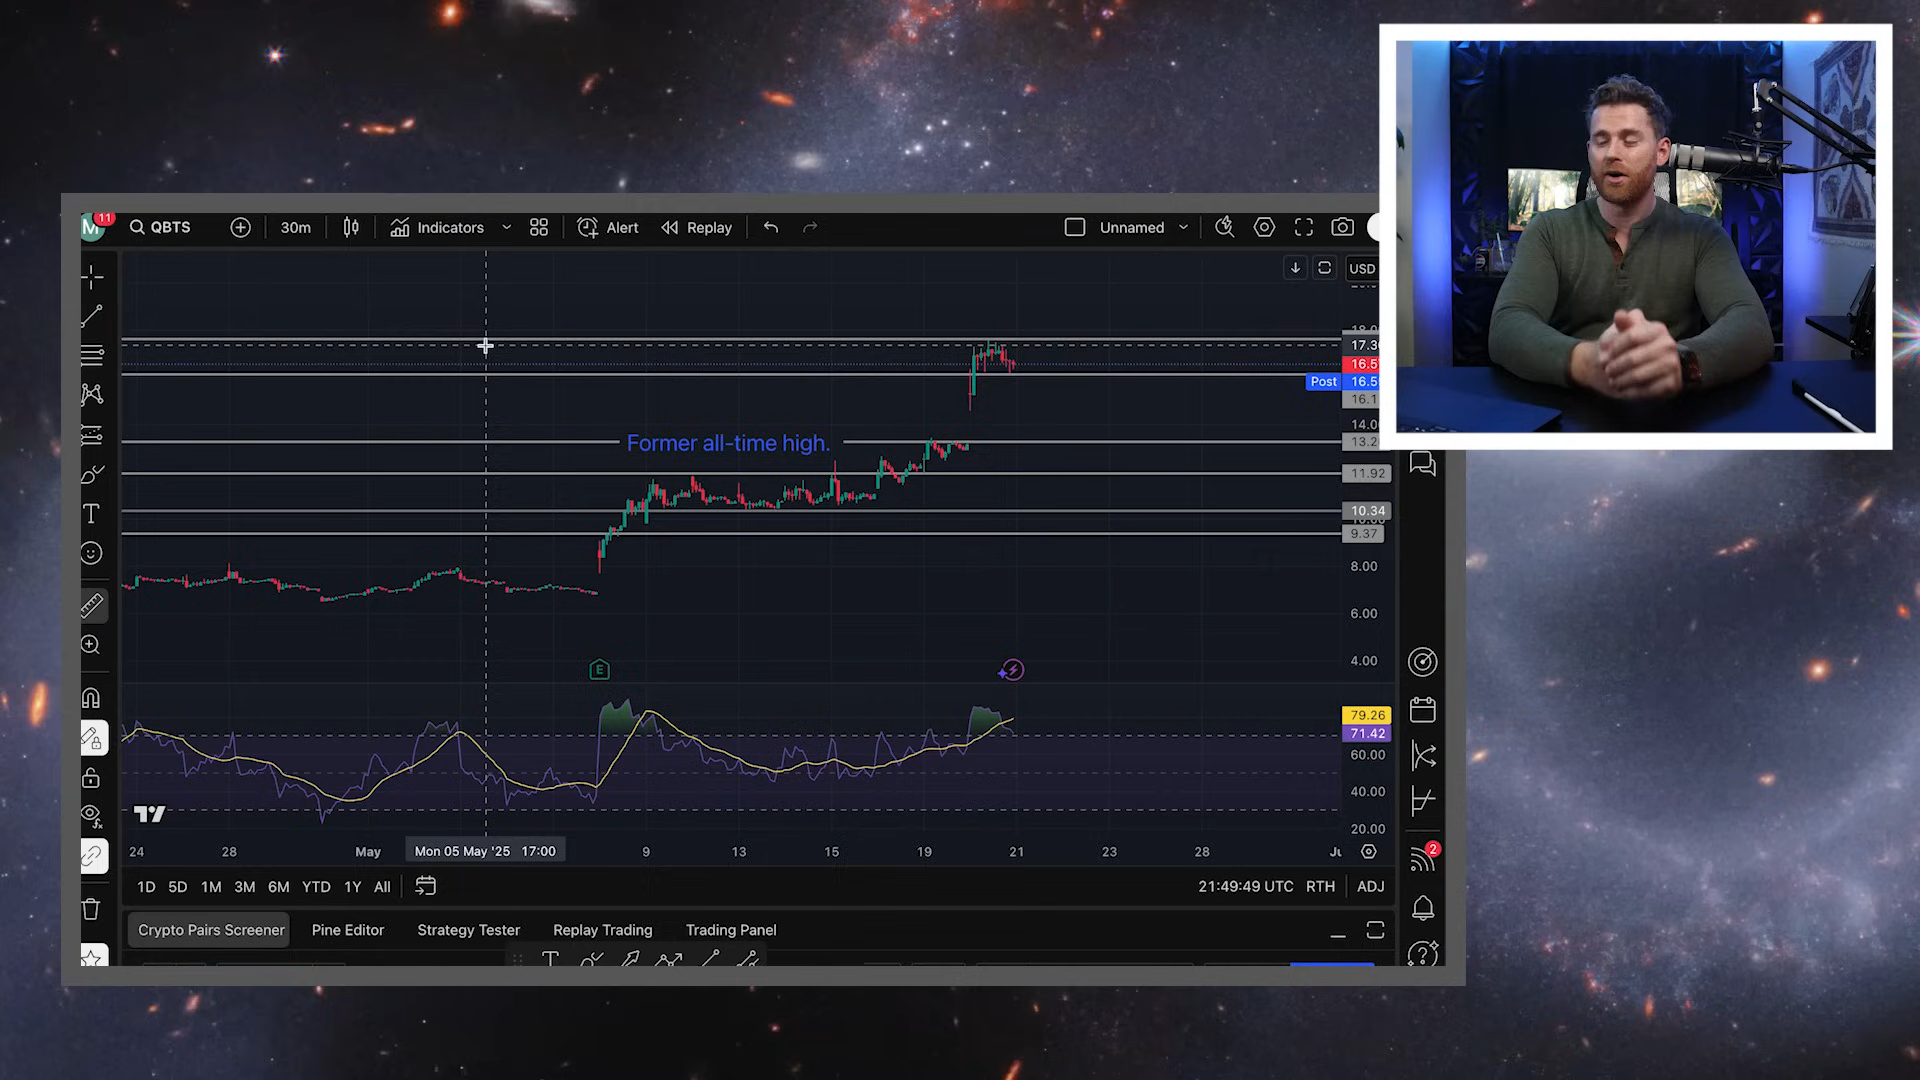 M 11 QBTS 30m Indicators Alert Replay Unnamed
USD
17.3
16.5
Post 16.5
16.1
14.00
Former all-time high. 13.2
11.92
10.34
9.37
8.00
6.00
E 4.00
79.26
71.42
60.00
40.00
20.00
24 28 May Mon 05 May '25 17:00 9 13 15 19 21 23 28
1D 5D 1M 3M 6M YTD 1Y All 21:49:49 UTC RTH ADJ
2
Crypto Pairs Screener Pine Editor Strategy Tester Replay Trading Trading Panel